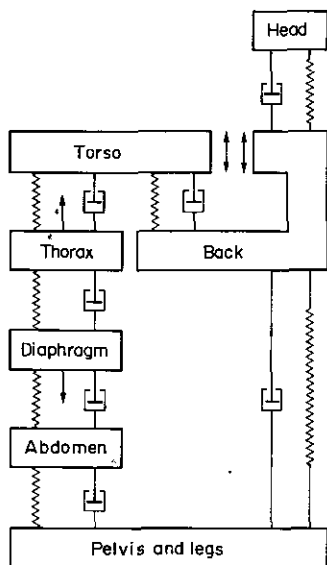 Head
Torso
Thorax
Back
Diaphragm
Abdomen
Pelvis and legs